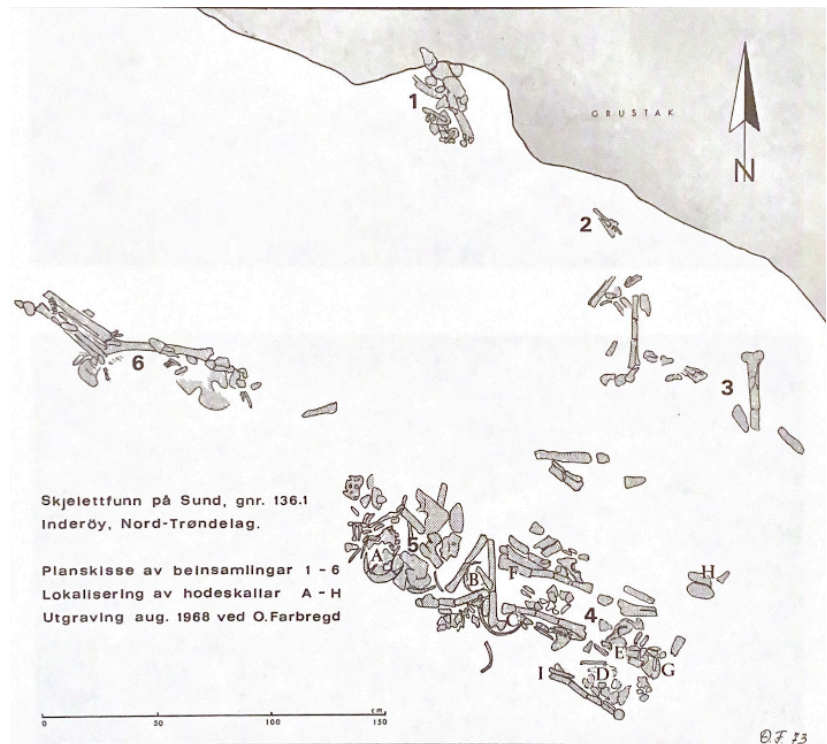 1
GRUSTAK
N
2
6
3
Skjelettfunn på Sund, gnr. 136.1
Inderöy, Nord-Trøndelag.
Planskisse av beinsamlingar 1 - 6
Lokalisering av hodeskallar A - H
Utgraving aug. 1968 ved O.Farbregd
5
A
B
F
C
H
4
E
G
I
D
cm
0 50 100 150
O.F. 73